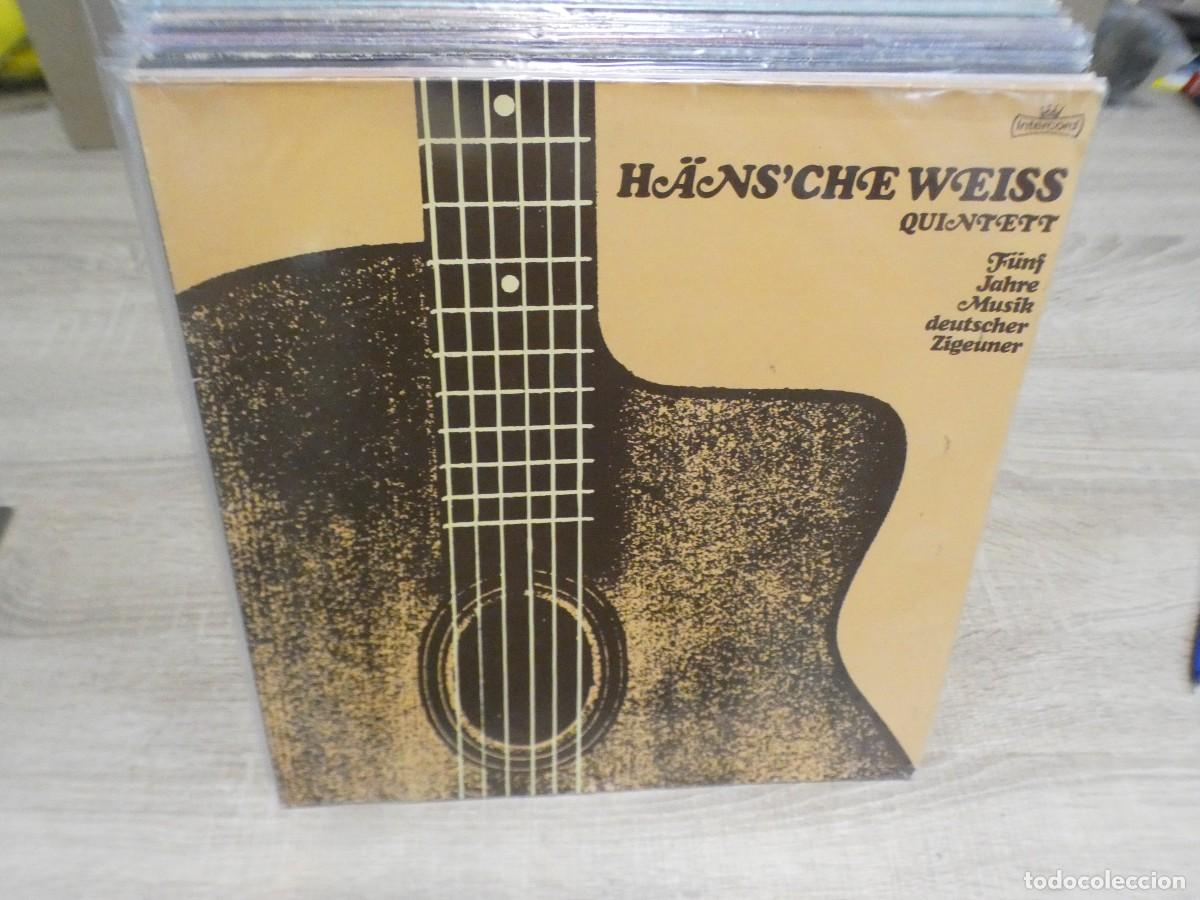 intercord
HÄNS'CHE WEISS
QUINTETT
Fünf
Jahre
Musik
deutscher
Zigeuner
todocoleccion